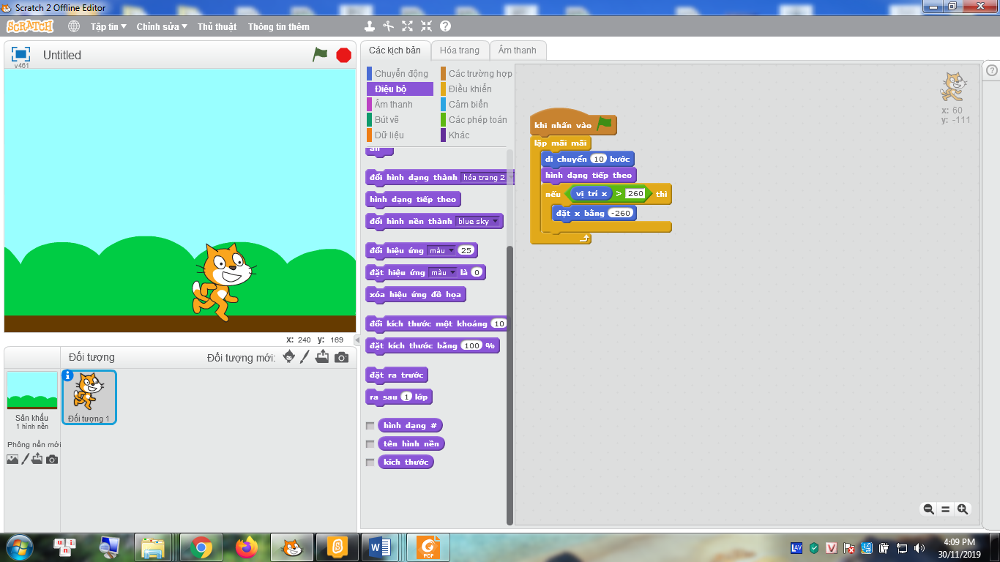 Scratch 2 Offline Editor
SCRATCH Tập tin Chỉnh sửa Thủ thuật Thông tin thêm
v461 Untitled
Các kịch bản Hóa trang Âm thanh
Chuyển động Các trường hợp
Điệu bộ Điều khiển
Âm thanh Cảm biến
Bút vẽ Các phép toán
Dữ liệu Khác
ẩn
đổi hình dạng thành hóa trang 2
hình dạng tiếp theo
đổi hình nền thành blue sky
đổi hiệu ứng màu 25
đặt hiệu ứng màu là 0
xóa hiệu ứng đồ họa
đổi kích thước một khoảng 10
đặt kích thước bằng 100 %
đặt ra trước
ra sau 1 lớp
hình dạng #
tên hình nền
kích thước
khi nhấn vào
lặp mãi mãi
di chuyển 10 bước
hình dạng tiếp theo
nếu vị trí x > 260 thì
đặt x bằng -260
x: 60
y: -111
x: 240 y: 169
Đối tượng Đối tượng mới:
Sân khấu
1 hình nền
Phông nền mới
Đối tượng 1
u i n
W
PDF
LAV V
4:09 PM
30/11/2019